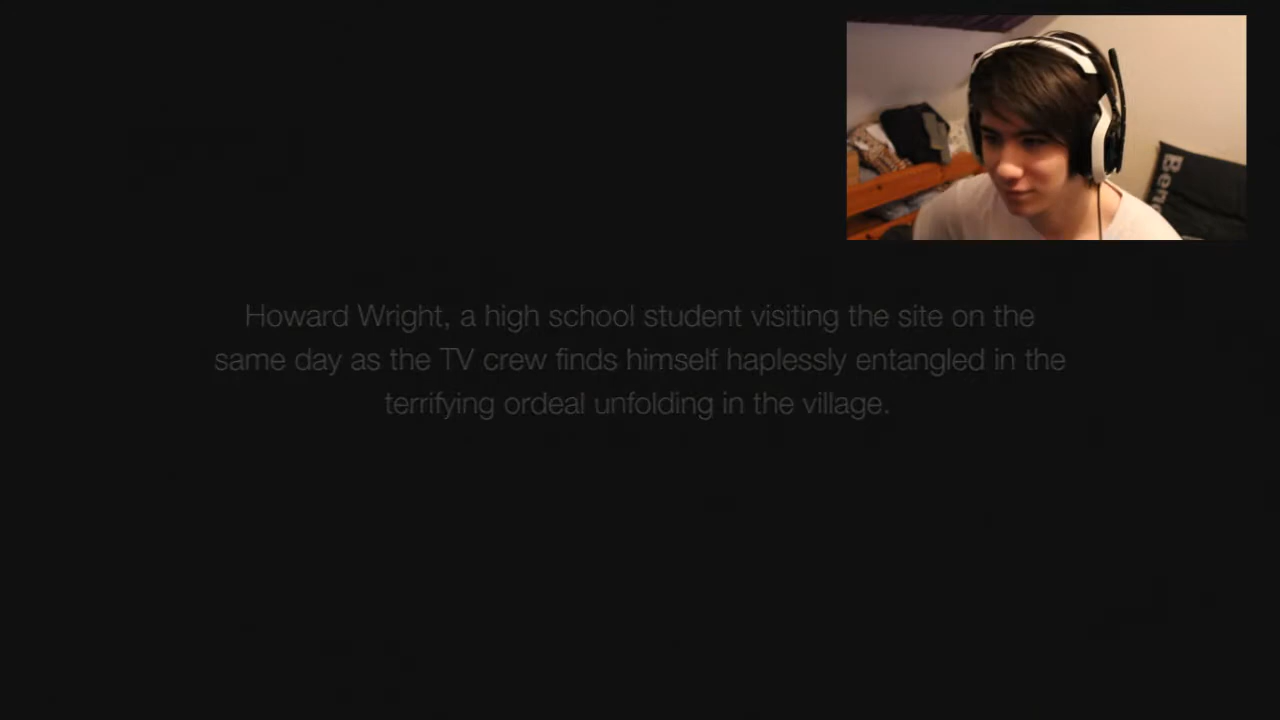 Howard Wright, a high school student visiting the site on the
same day as the TV crew finds himself haplessly entangled in the
terrifying ordeal unfolding in the village.